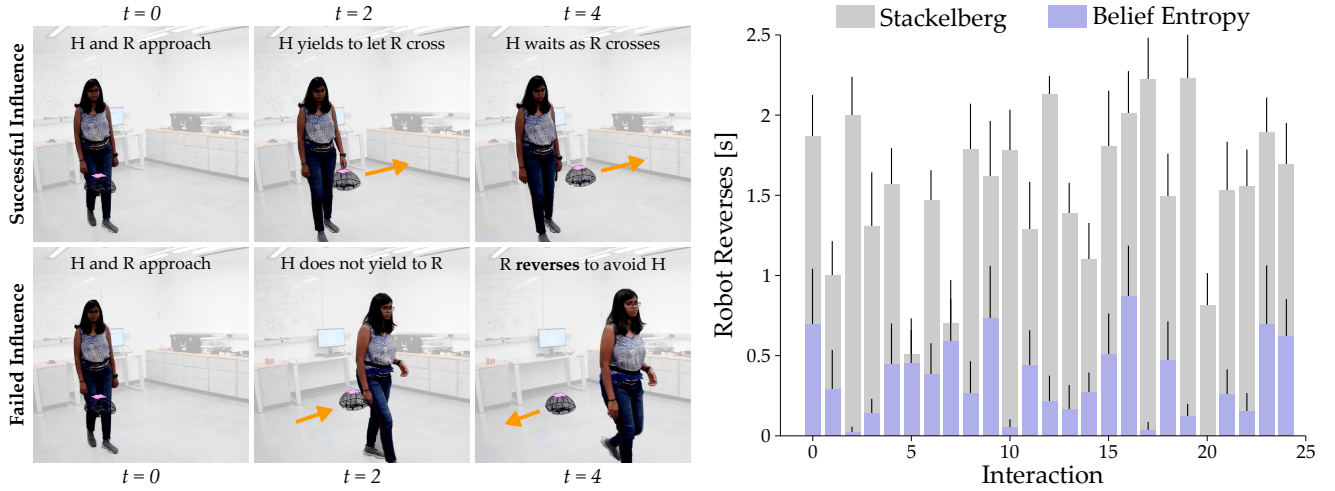 t = 0
t = 2
t = 4
Successful Influence
H and R approach
H yields to let R cross
H waits as R crosses
Failed Influence
H and R approach
H does not yield to R
R reverses to avoid H
t = 0
t = 2
t = 4
Stackelberg
Belief Entropy
Robot Reverses [s]
2.5
2
1.5
1
0.5
0
0
5
10
15
20
25
Interaction